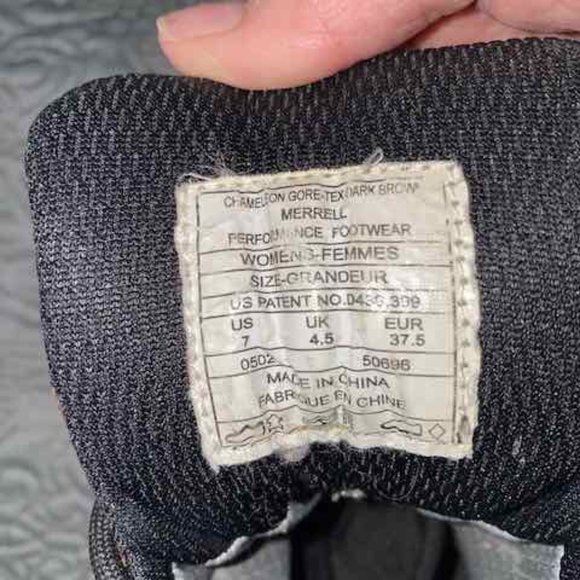 CHAMELEON GORE-TEX-DARK BROWN
MERRELL
PERFORMANCE FOOTWEAR
WOMENS-FEMMES
SIZE-GRANDEUR
US PATENT NO.D436,399
US UK EUR
7 4.5 37.5
0502 50696
MADE IN CHINA
FABRIQUE EN CHINE